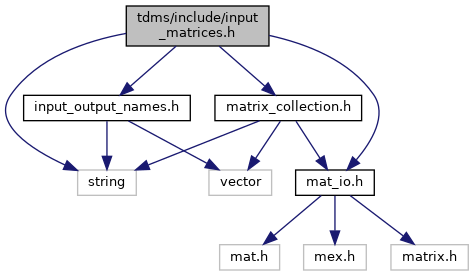 tdms/include/input
_matrices.h
input_output_names.h
matrix_collection.h
string
vector
mat_io.h
mat.h
mex.h
matrix.h